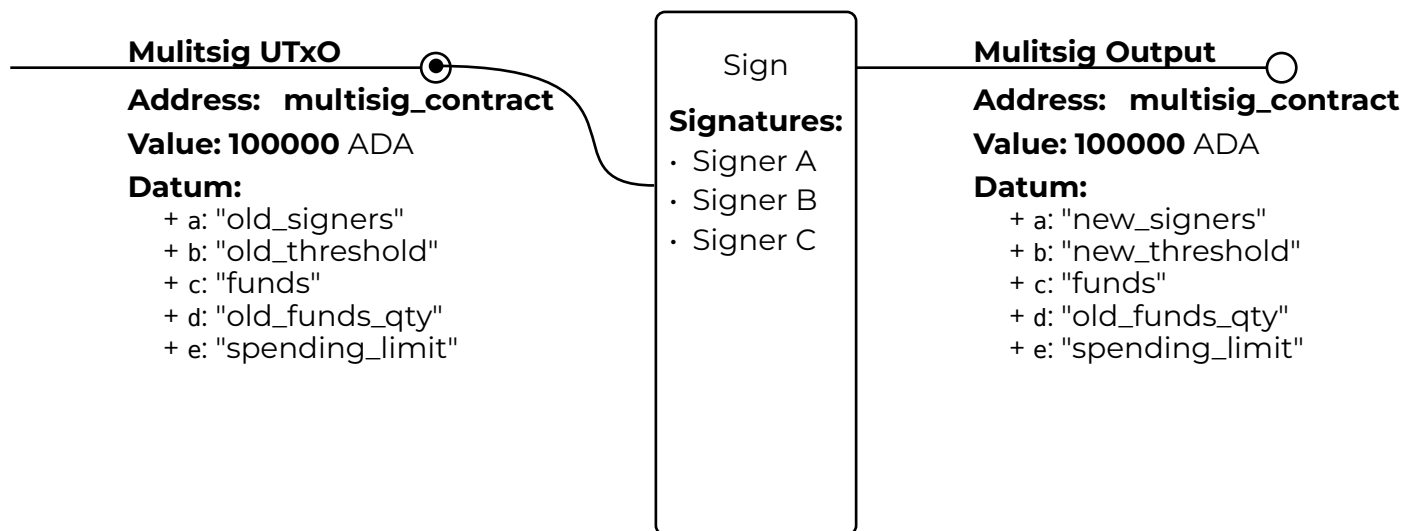 Mulitsig UTxO
Address: multisig_contract
Value: 100000 ADA
Datum:
+ a: "old_signers"
+ b: "old_threshold"
+ c: "funds"
+ d: "old_funds_qty"
+ e: "spending_limit"
Sign
Signatures:
· Signer A
· Signer B
· Signer C
Mulitsig Output
Address: multisig_contract
Value: 100000 ADA
Datum:
+ a: "new_signers"
+ b: "new_threshold"
+ c: "funds"
+ d: "old_funds_qty"
+ e: "spending_limit"